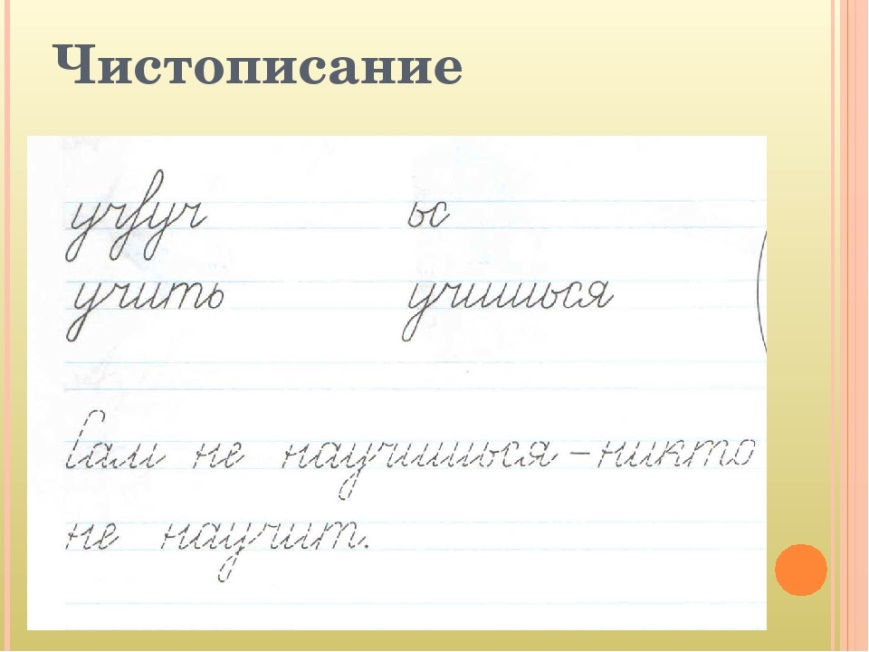 Чистописание
учуч ьс
учить учишься
Сам не научишься – никто
не научит.